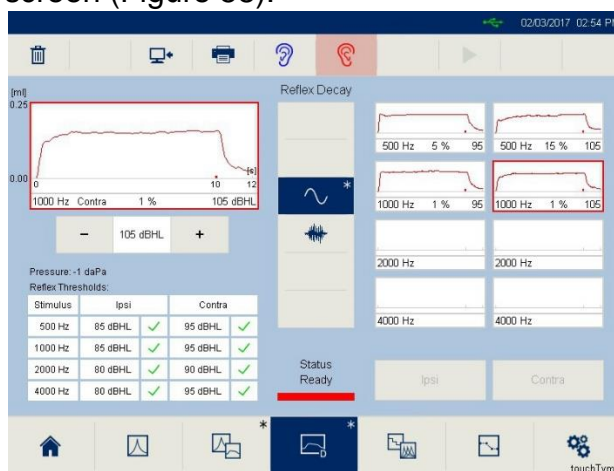 screen (Figure 38).
02/03/2017 02:54 P
Reflex Decay
[ml]
0.25
0.00
0 10 12
[s]
1000 Hz Contra 1 % 105 dBHL
- 105 dBHL +
Pressure: -1 daPa
Reflex Thresholds:
Stimulus Ipsi Contra
500 Hz 85 dBHL 95 dBHL
1000 Hz 85 dBHL 95 dBHL
2000 Hz 80 dBHL 90 dBHL
4000 Hz 80 dBHL 95 dBHL
*
Status
Ready
500 Hz 5 % 95
500 Hz 15 % 105
1000 Hz 1 % 95
1000 Hz 1 % 105
2000 Hz
2000 Hz
4000 Hz
4000 Hz
Ipsi
Contra
* D *
touchTym